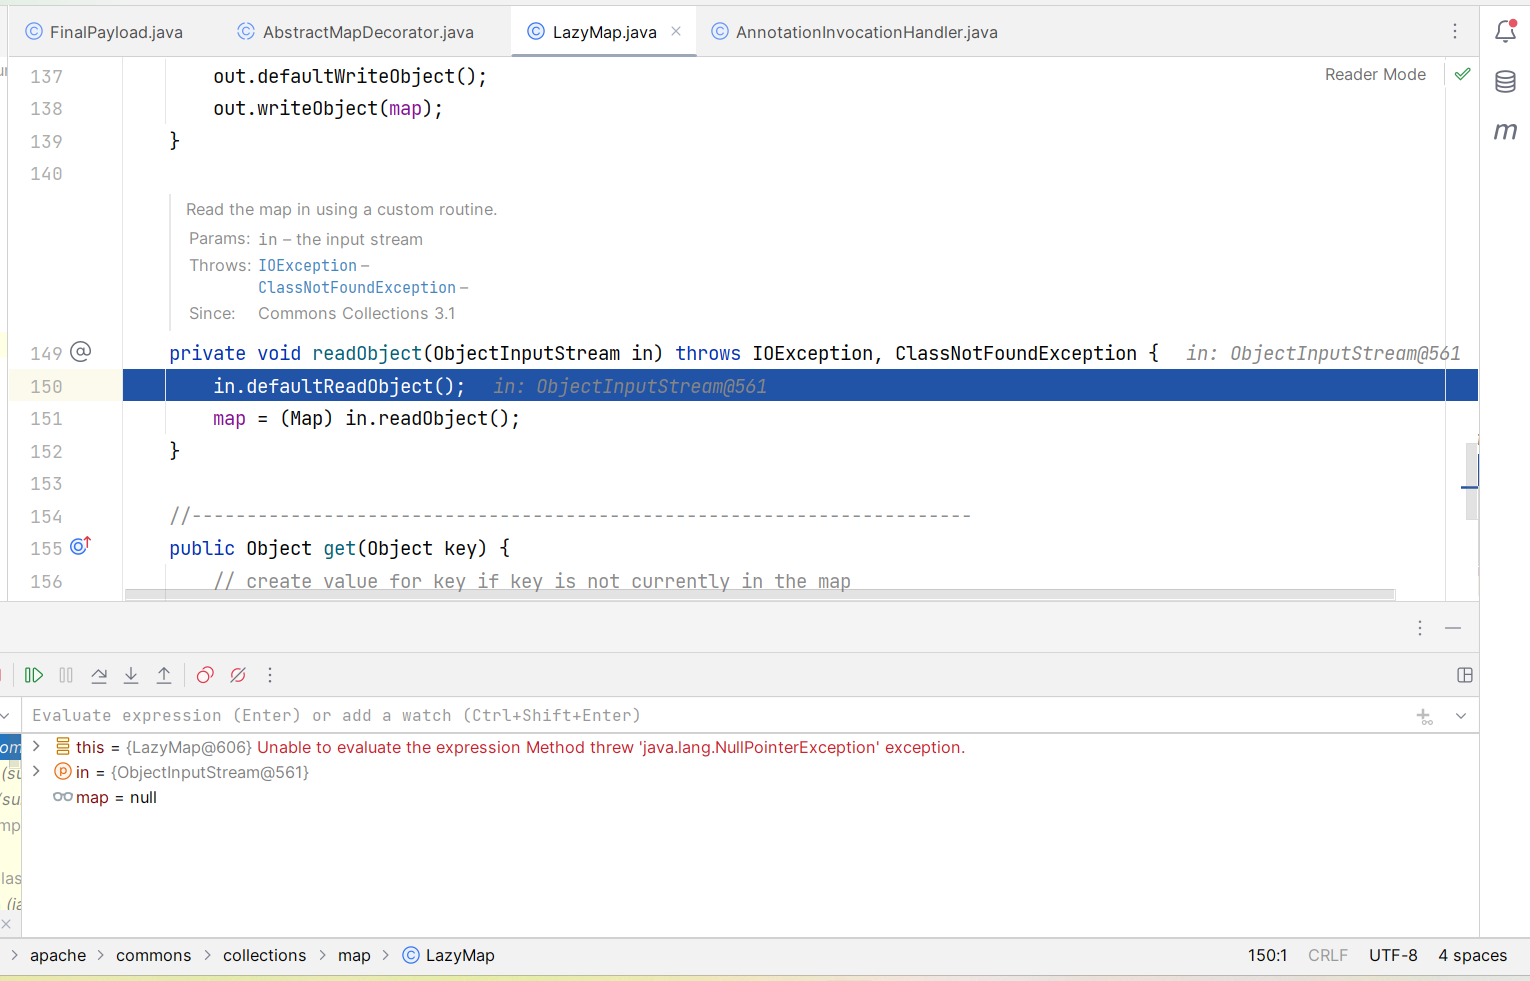 FinalPayload.java AbstractMapDecorator.java LazyMap.java AnnotationInvocationHandler.java
137 out.defaultWriteObject(); Reader Mode
138 out.writeObject(map);
139 }
140
Read the map in using a custom routine.
Params: in – the input stream
Throws: IOException –
ClassNotFoundException –
Since: Commons Collections 3.1
149 private void readObject(ObjectInputStream in) throws IOException, ClassNotFoundException { in: ObjectInputStream@561
150 in.defaultReadObject(); in: ObjectInputStream@561
151 map = (Map) in.readObject();
152 }
153
154 //-----------------------------------------------------------------------
155 public Object get(Object key) {
156 // create value for key if key is not currently in the map
Evaluate expression (Enter) or add a watch (Ctrl+Shift+Enter)
this = {LazyMap@606} Unable to evaluate the expression Method threw 'java.lang.NullPointerException' exception.
in = {ObjectInputStream@561}
map = null
apache > commons > collections > map > LazyMap 150:1 CRLF UTF-8 4 spaces